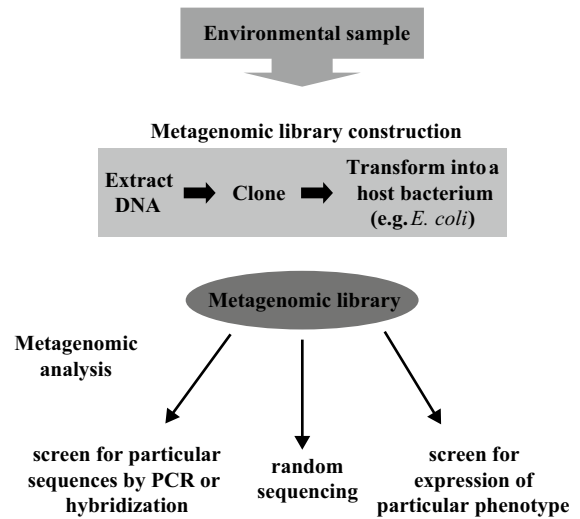 Environmental sample
Metagenomic library construction
Extract
DNA
Clone
Transform into a
host bacterium
(e.g. E. coli)
Metagenomic library
Metagenomic
analysis
screen for particular
sequences by PCR or
hybridization
random
sequencing
screen for
expression of
particular phenotype